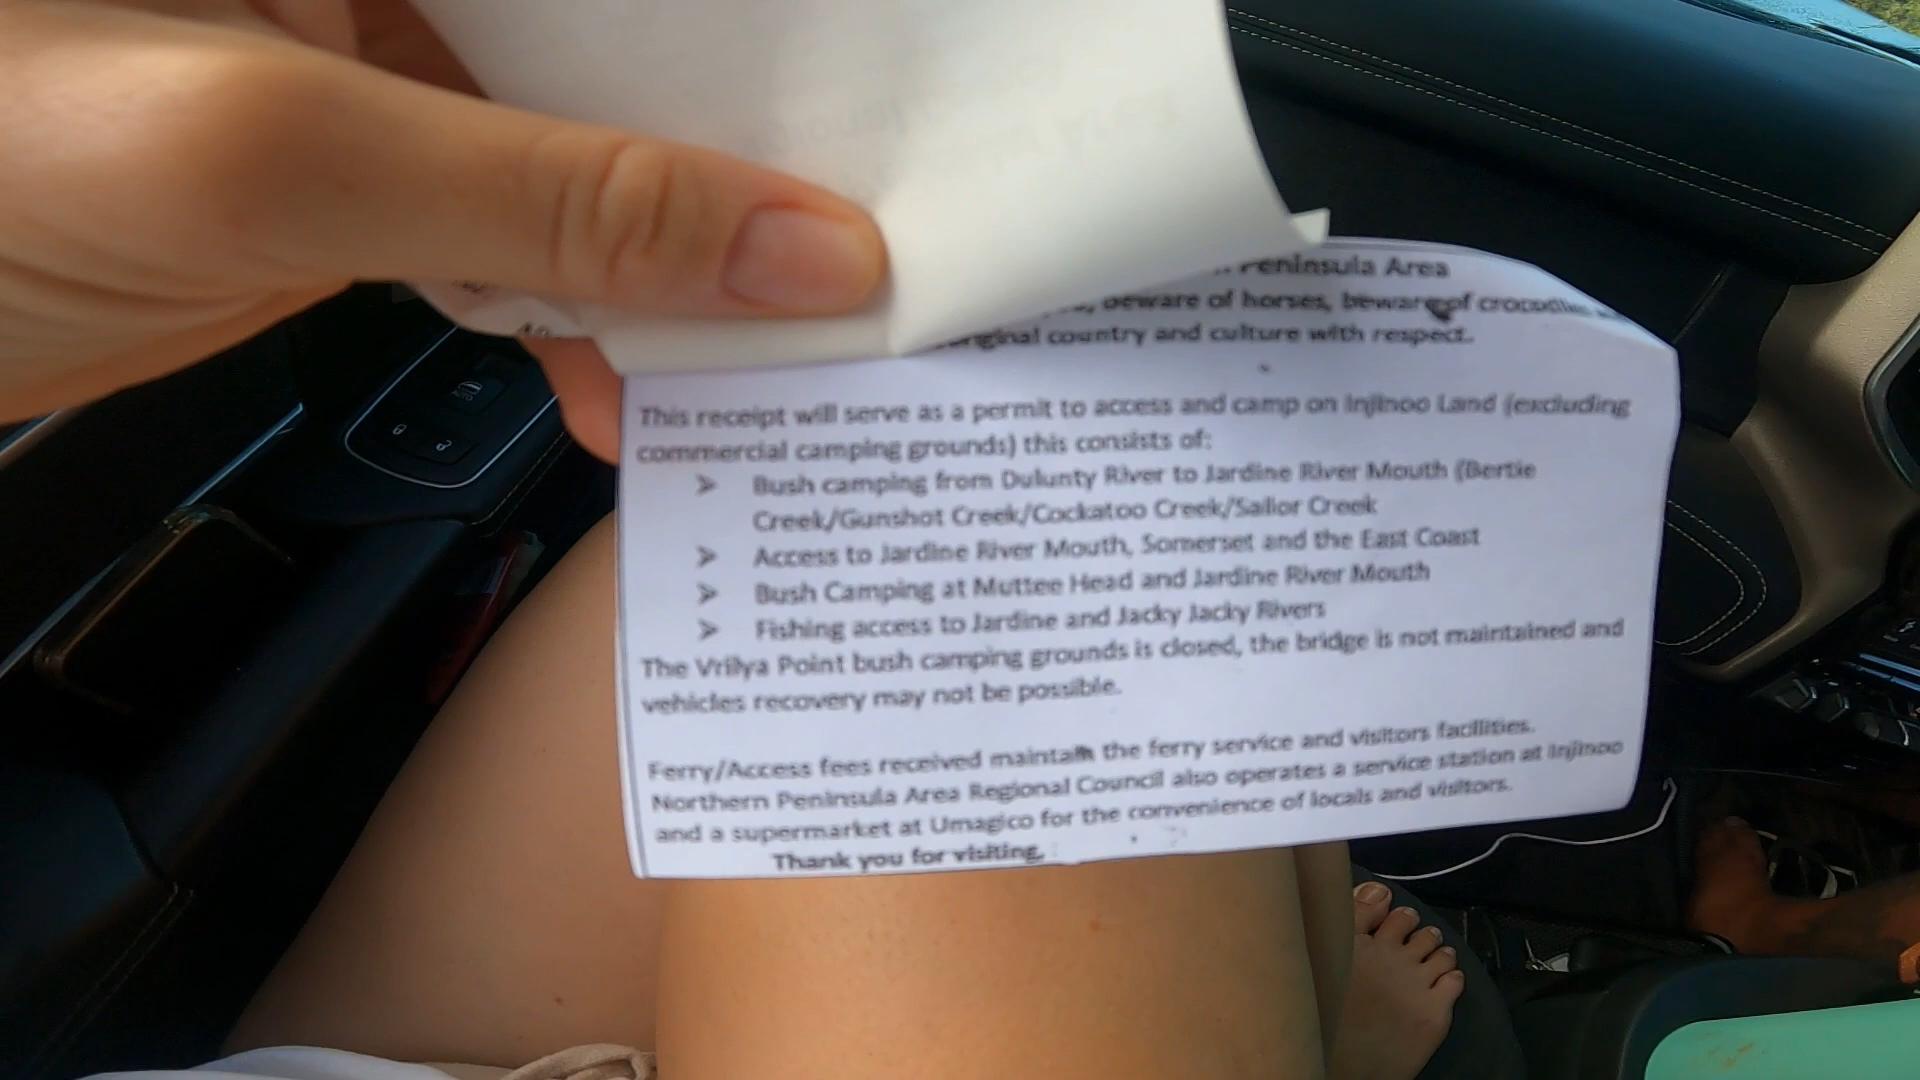 Peninsula Area
, beware of horses, beware of crocodiles
original country and culture with respect.
This receipt will serve as a permit to access and camp on Injinoo Land (excluding
commercial camping grounds) this consists of:
➤ Bush camping from Dulunty River to Jardine River Mouth (Bertie
Creek/Gunshot Creek/Cockatoo Creek/Sailor Creek
➤ Access to Jardine River Mouth, Somerset and the East Coast
➤ Bush Camping at Muttee Head and Jardine River Mouth
➤ Fishing access to Jardine and Jacky Jacky Rivers
The Vrilya Point bush camping grounds is closed, the bridge is not maintained and
vehicles recovery may not be possible.
Ferry/Access fees received maintain the ferry service and visitors facilities.
Northern Peninsula Area Regional Council also operates a service station at Injinoo
and a supermarket at Umagico for the convenience of locals and visitors.
Thank you for visiting.
AUTO